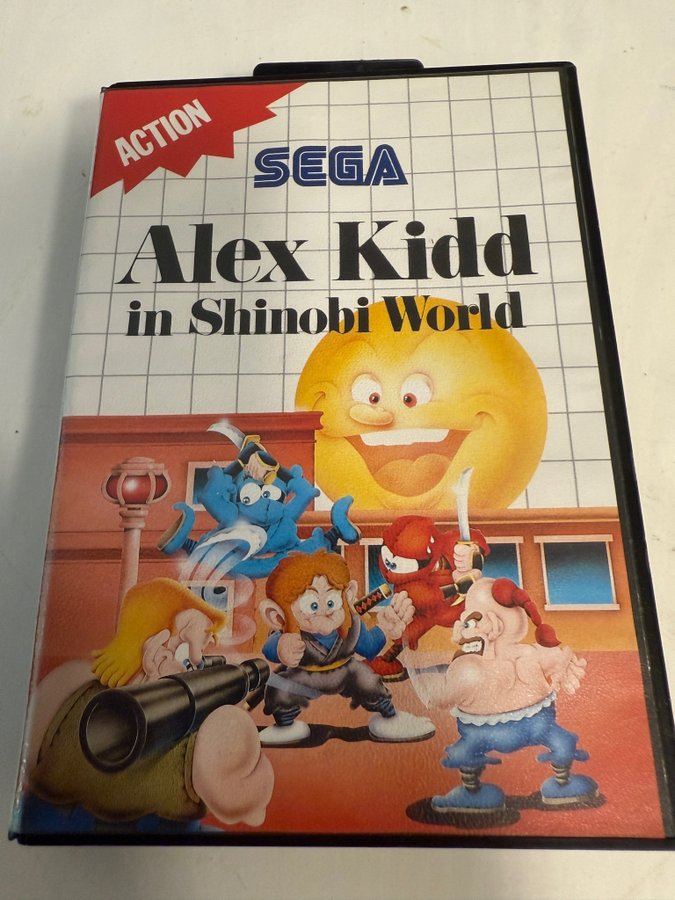 ACTION
SEGA
Alex Kidd
in Shinobi World